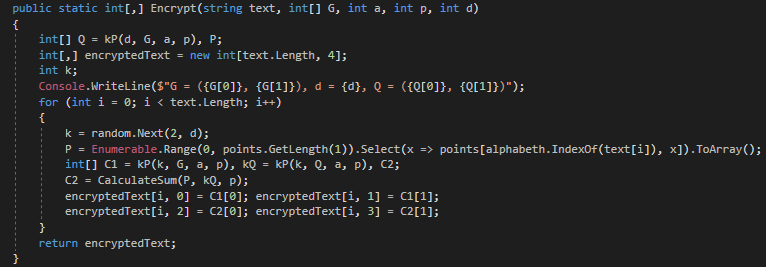 public static int[,] Encrypt(string text, int[] G, int a, int p, int d)
{
int[] Q = kP(d, G, a, p), P;
int[,] encryptedText = new int[text.Length, 4];
int k;
Console.WriteLine($"G = ({G[0]}, {G[1]}), d = {d}, Q = ({Q[0]}, {Q[1]})");
for (int i = 0; i < text.Length; i++)
{
k = random.Next(2, d);
P = Enumerable.Range(0, points.GetLength(1)).Select(x => points[alphabeth.IndexOf(text[i]), x]).ToArray();
int[] C1 = kP(k, G, a, p), kQ = kP(k, Q, a, p), C2;
C2 = CalculateSum(P, kQ, p);
encryptedText[i, 0] = C1[0]; encryptedText[i, 1] = C1[1];
encryptedText[i, 2] = C2[0]; encryptedText[i, 3] = C2[1];
}
return encryptedText;
}